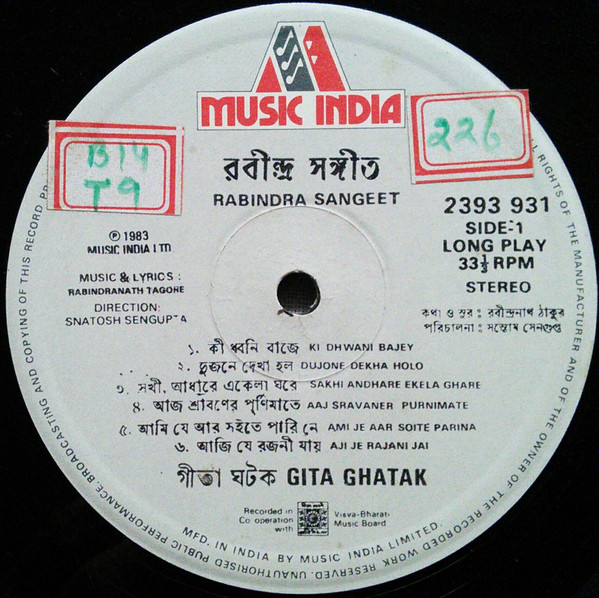 MUSIC INDIA
B14
T9
226
রবীন্দ্র সঙ্গীত
RABINDRA SANGEET
℗ 1983
MUSIC INDIA LTD
2393 931
SIDE-1
LONG PLAY
33⅓ RPM
STEREO
MUSIC & LYRICS :
RABINDRANATH TAGORE
DIRECTION:
SNATOSH SENGUPTA
কথা ও সুর : রবীন্দ্রনাথ ঠাকুর
পরিচালনা : সন্তোষ সেনগুপ্ত
১. কী ধ্বনি বাজে KI DHWANI BAJEY
২. দুজনে দেখা হল DUJONE DEKHA HOLO
৩ সখী, আধারে একেলা ঘরে SAKHI ANDHARE EKELA GHARE
৪. আজ শ্রাবণের পূর্ণিমাতে AAJ SRAVANER PURNIMATE
৫. আমি যে আর সইতে পারি নে AMI JE AAR SOITE PARINA
৬. আজি যে রজনী যায় AJI JE RAJANI JAI
গীতা ঘটক GITA GHATAK
Recorded in
Co operation
with
Visva-Bharati
Music Board
MFD. IN INDIA BY MUSIC INDIA LIMITED.
ALL RIGHTS OF THE MANUFACTURER AND OF THE OWNER OF THE RECORDED WORK RESERVED. UNAUTHORISED PUBLIC PERFORMANCE, BROADCASTING AND COPYING OF THIS RECORD